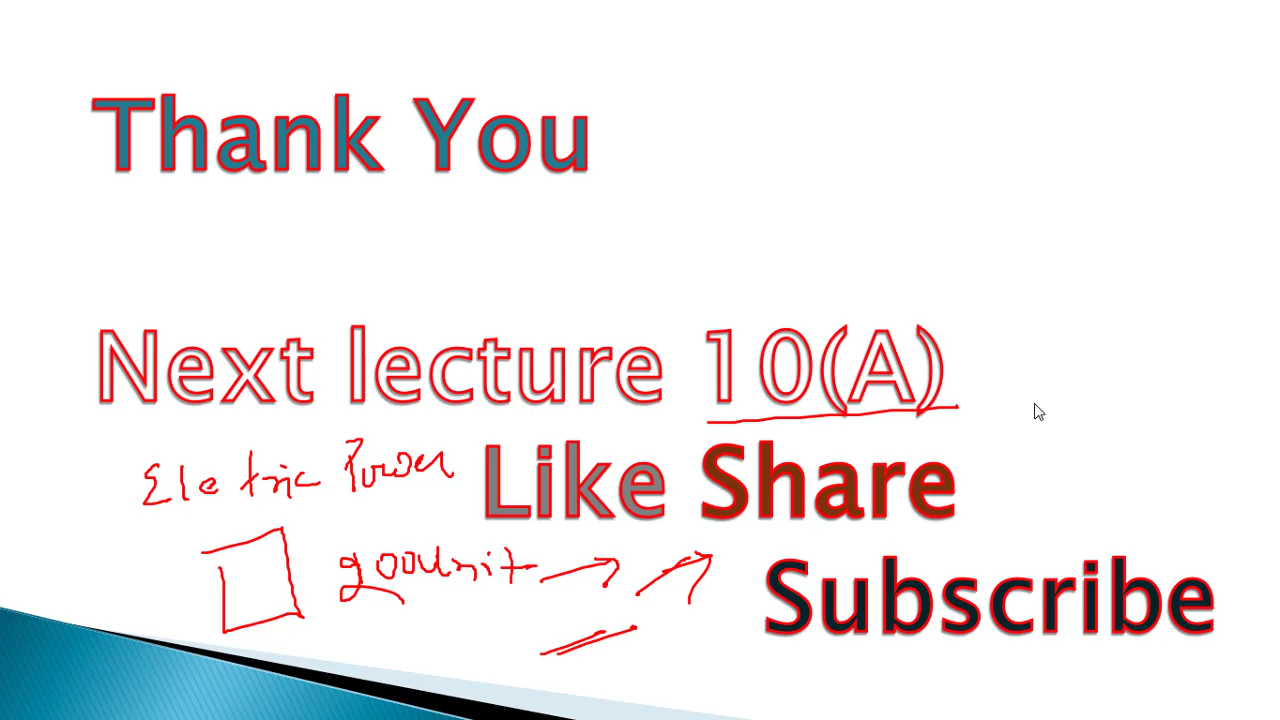 Thank You
Next lecture 10(A)
Eletric Power
Like Share
200Unit
Subscribe